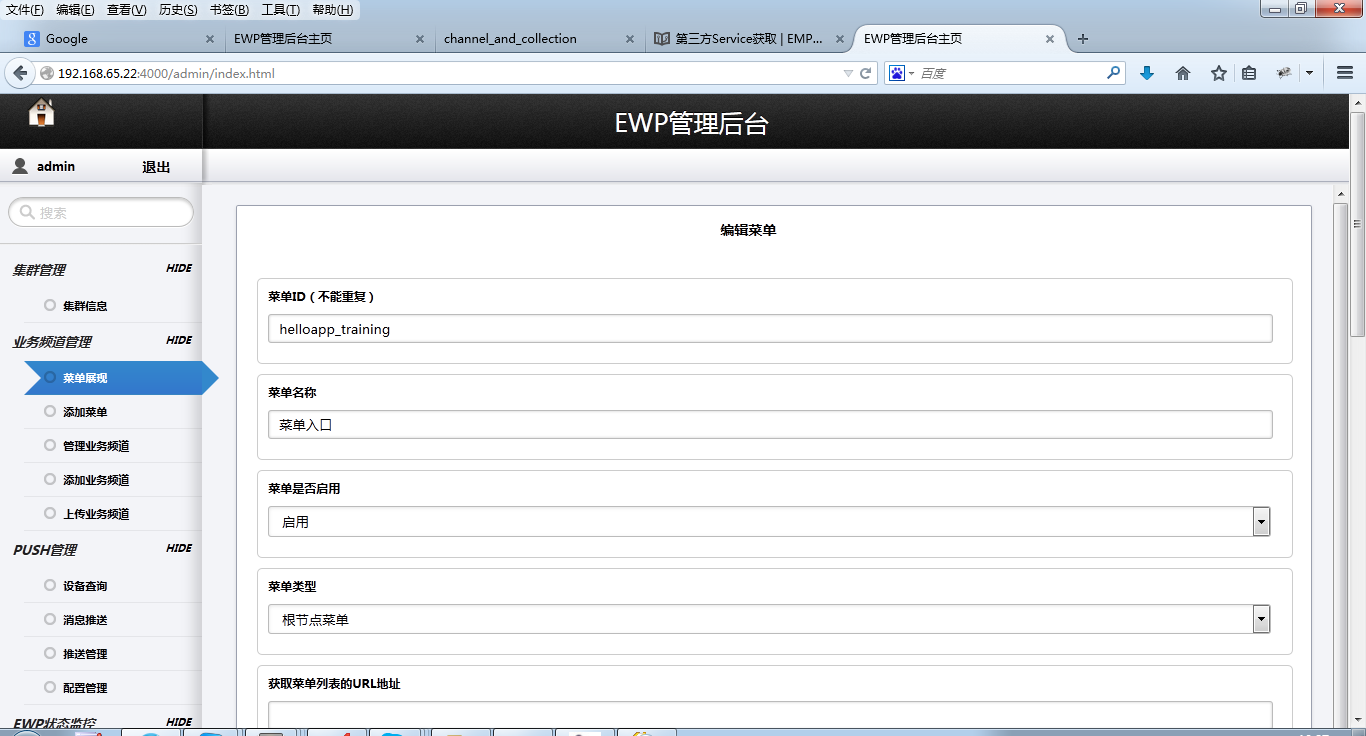 文件(F) 编辑(E) 查看(V) 历史(S) 书签(B) 工具(T) 帮助(H)
Google
EWP管理后台主页
channel_and_collection
第三方Service获取 | EMP...
EWP管理后台主页
192.168.65.22:4000/admin/index.html
百度
EWP管理后台
admin 退出
搜索
集群管理 HIDE
集群信息
业务频道管理 HIDE
菜单展现
添加菜单
管理业务频道
添加业务频道
上传业务频道
PUSH管理 HIDE
设备查询
消息推送
推送管理
配置管理
EWP状态监控 HIDE
编辑菜单
菜单ID（不能重复）
helloapp_training
菜单名称
菜单入口
菜单是否启用
启用
菜单类型
根节点菜单
获取菜单列表的URL地址